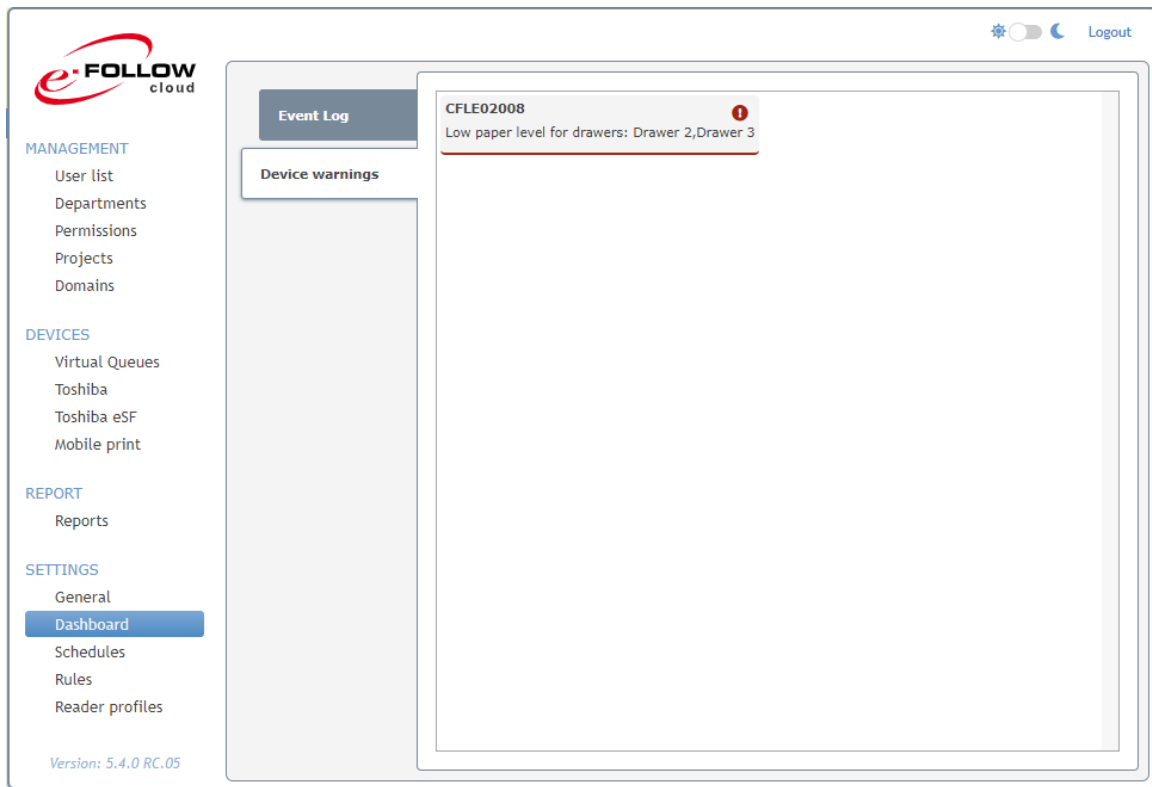 Logout
e-FOLLOW
cloud
MANAGEMENT
User list
Departments
Permissions
Projects
Domains
DEVICES
Virtual Queues
Toshiba
Toshiba eSF
Mobile print
REPORT
Reports
SETTINGS
General
Dashboard
Schedules
Rules
Reader profiles
Version: 5.4.0 RC.05
Event Log
Device warnings
CFLE02008
Low paper level for drawers: Drawer 2,Drawer 3